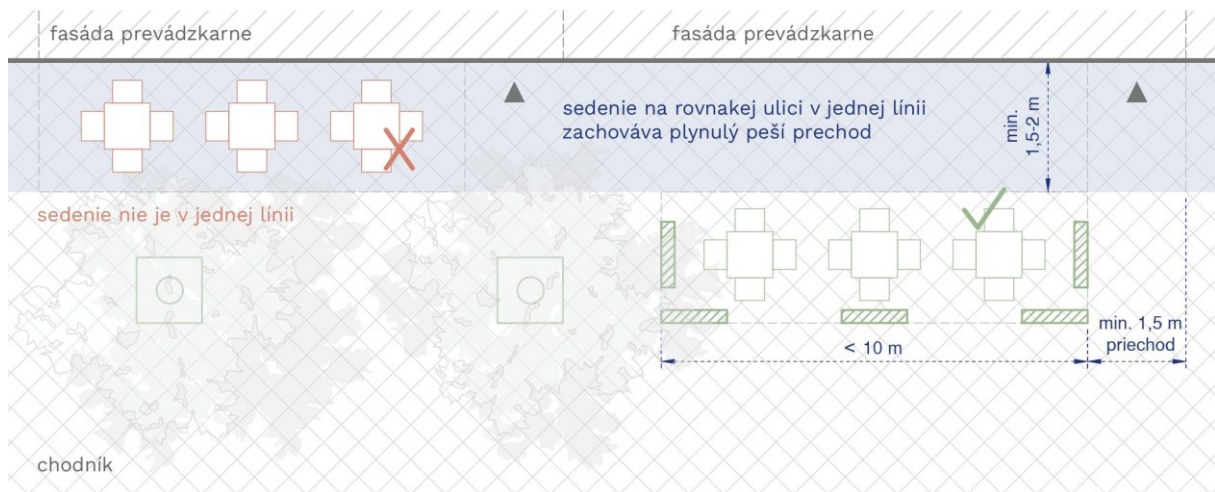 fasáda prevádzkarne
fasáda prevádzkarne
sedenie na rovnakej ulici v jednej línii
zachováva plynulý peší prechod
min.
1,5-2 m
sedenie nie je v jednej línii
< 10 m
min. 1,5 m
priechod
chodník